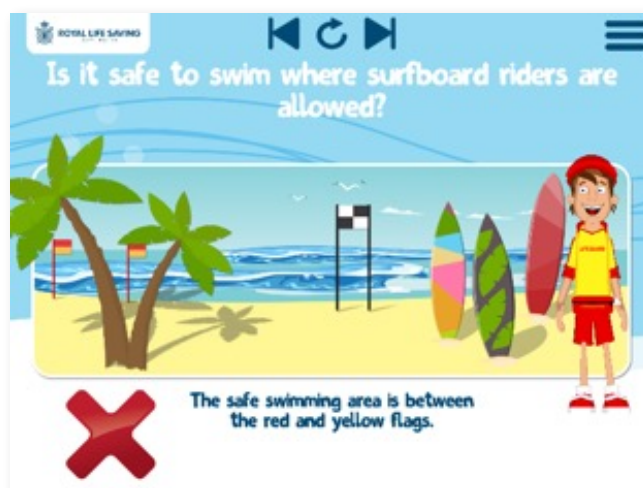 ROYAL LIFE SAVING
Is it safe to swim where surfboard riders are
allowed?
The safe swimming area is between
the red and yellow flags.